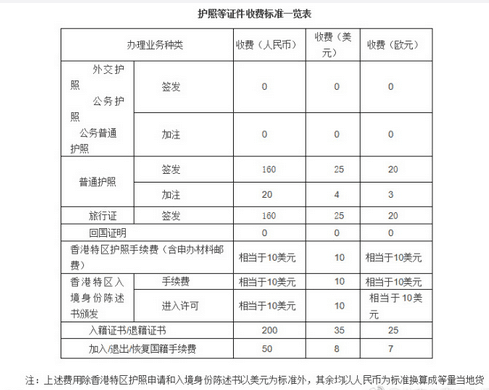 护照等证件收费标准一览表
办理业务种类 收费（人民币） 收费（美元） 收费（欧元）
外交护照 公务护照 公务普通护照 签发 0 0 0
加注 0 0 0
普通护照 签发 160 25 20
加注 20 4 3
旅行证 签发 160 25 20
回国证明 0 0 0
香港特区护照手续费（含申办材料邮费） 相当于10美元 10 相当于10美元
香港特区入境身份陈述书颁发 手续费 相当于10美元 10 相当于10美元
进入许可 相当于10美元 10 相当于10美元
入籍证书/退籍证书 200 35 25
加入/退出/恢复国籍手续费 50 8 7
注：上述费用除香港特区护照申请和入境身份陈述书以美元为标准外，其余均以人民币为标准换算成等量当地货